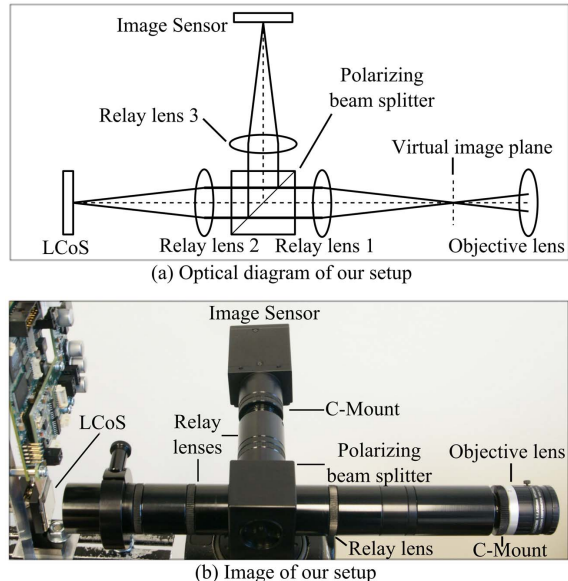 Image Sensor
Polarizing
beam splitter
Relay lens 3
Virtual image plane
LCoS
Relay lens 2
Relay lens 1
Objective lens
(a) Optical diagram of our setup
Image Sensor
C-Mount
LCoS
Relay
lenses
Polarizing
beam splitter
Objective lens
Relay lens
C-Mount
(b) Image of our setup